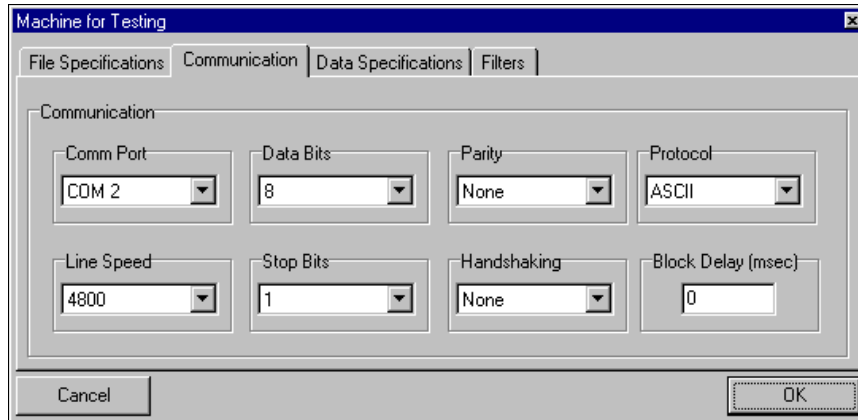 Machine for Testing
File Specifications Communication Data Specifications Filters
Communication
Comm Port Data Bits Parity Protocol
COM 2 8 None ASCII
Line Speed Stop Bits Handshaking Block Delay (msec)
4800 1 None 0
Cancel OK